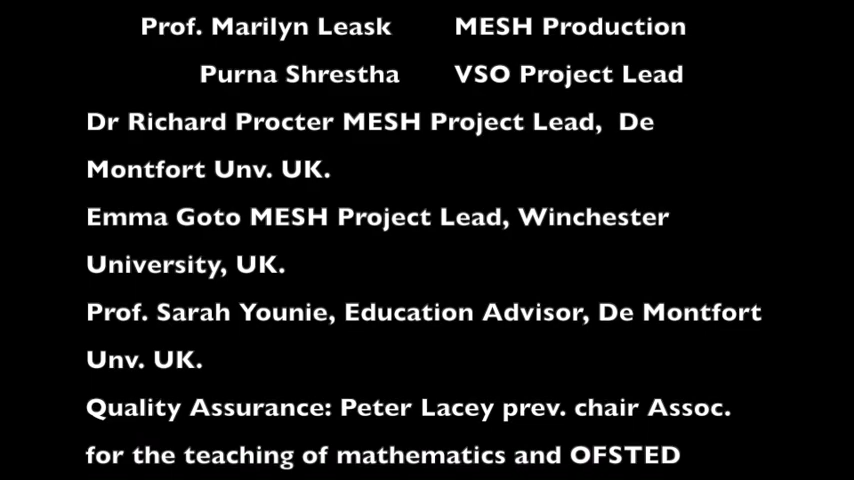 Prof. Marilyn Leask MESH Production
Purna Shrestha VSO Project Lead
Dr Richard Procter MESH Project Lead, De
Montfort Unv. UK.
Emma Goto MESH Project Lead, Winchester
University, UK.
Prof. Sarah Younie, Education Advisor, De Montfort
Unv. UK.
Quality Assurance: Peter Lacey prev. chair Assoc.
for the teaching of mathematics and OFSTED